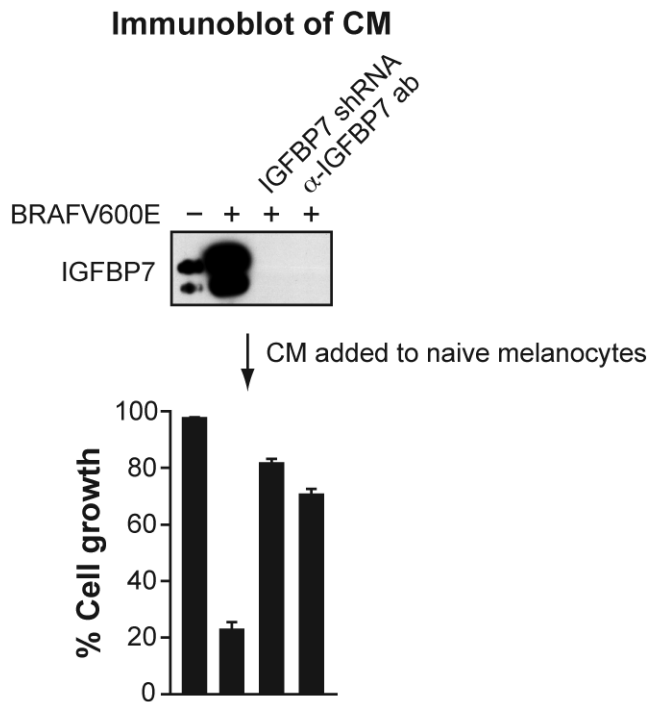 Immunoblot of CM
IGFBP7 shRNA
α-IGFBP7 ab
BRAFV600E − + + +
IGFBP7
CM added to naive melanocytes
% Cell growth
100
80
60
40
20
0